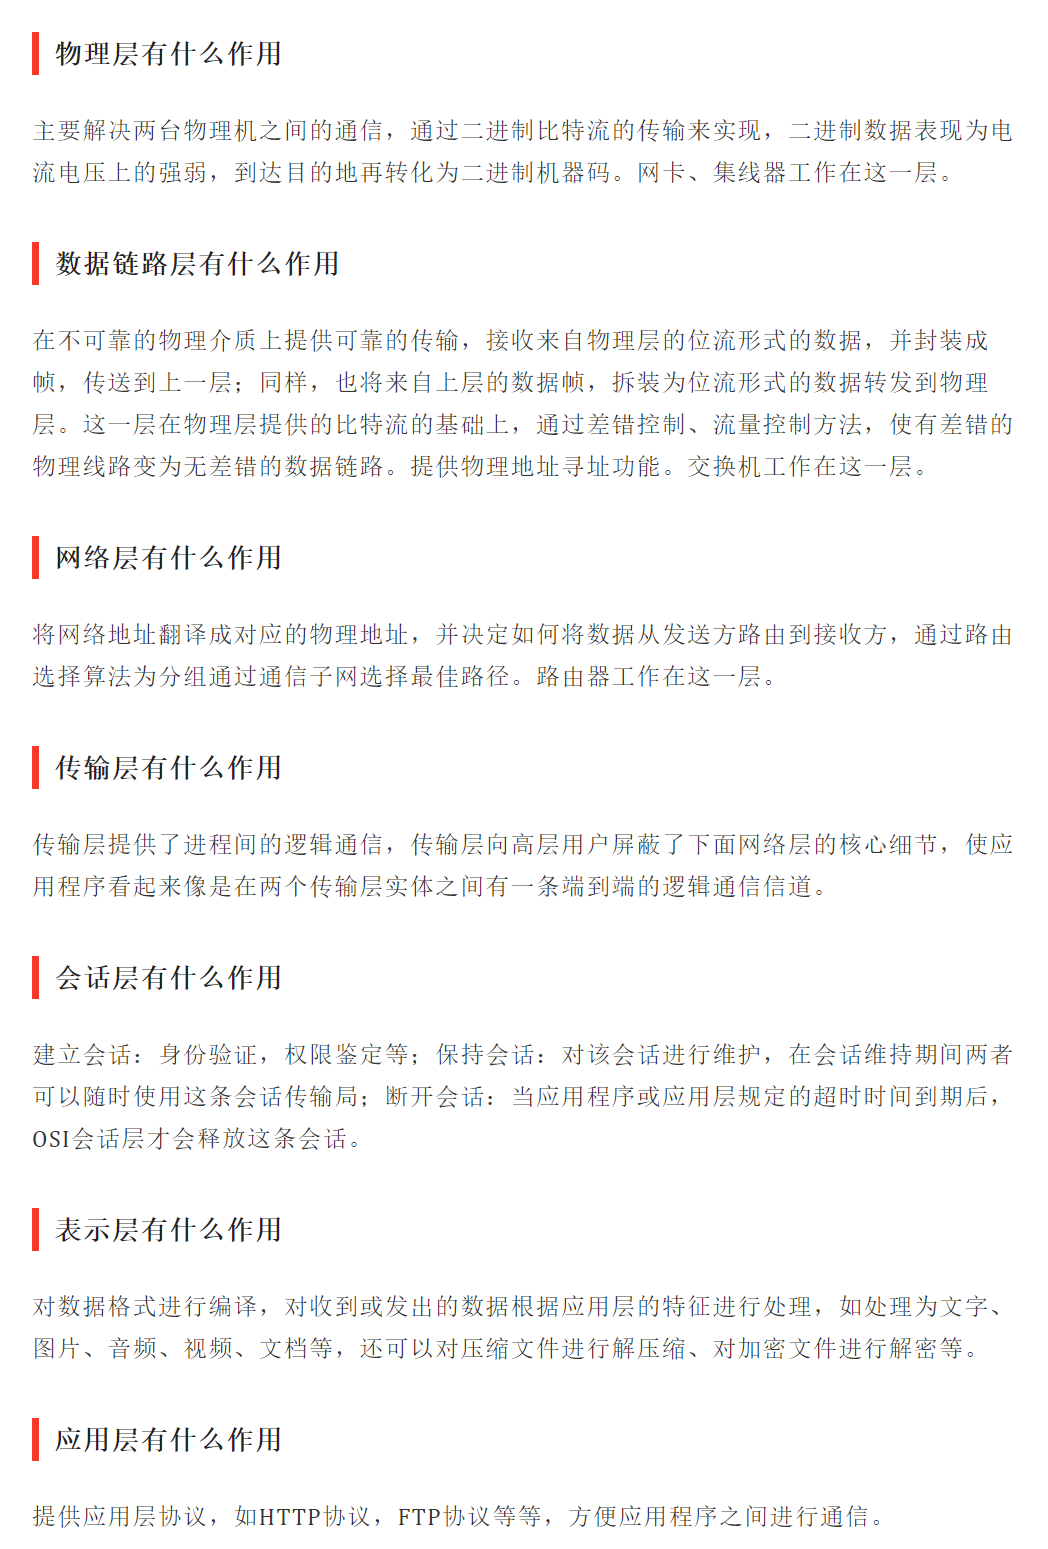 物理层有什么作用
主要解决两台物理机之间的通信，通过二进制比特流的传输来实现，二进制数据表现为电
流电压上的强弱，到达目的地再转化为二进制机器码。网卡、集线器工作在这一层。
数据链路层有什么作用
在不可靠的物理介质上提供可靠的传输，接收来自物理层的位流形式的数据，并封装成
帧，传送到上一层；同样，也将来自上层的数据帧，拆装为位流形式的数据转发到物理
层。这一层在物理层提供的比特流的基础上，通过差错控制、流量控制方法，使有差错的
物理线路变为无差错的数据链路。提供物理地址寻址功能。交换机工作在这一层。
网络层有什么作用
将网络地址翻译成对应的物理地址，并决定如何将数据从发送方路由到接收方，通过路由
选择算法为分组通过通信子网选择最佳路径。路由器工作在这一层。
传输层有什么作用
传输层提供了进程间的逻辑通信，传输层向高层用户屏蔽了下面网络层的核心细节，使应
用程序看起来像是在两个传输层实体之间有一条端到端的逻辑通信信道。
会话层有什么作用
建立会话：身份验证，权限鉴定等；保持会话：对该会话进行维护，在会话维持期间两者
可以随时使用这条会话传输局；断开会话：当应用程序或应用层规定的超时时间到期后，
OSI会话层才会释放这条会话。
表示层有什么作用
对数据格式进行编译，对收到或发出的数据根据应用层的特征进行处理，如处理为文字、
图片、音频、视频、文档等，还可以对压缩文件进行解压缩、对加密文件进行解密等。
应用层有什么作用
提供应用层协议，如HTTP协议，FTP协议等等，方便应用程序之间进行通信。